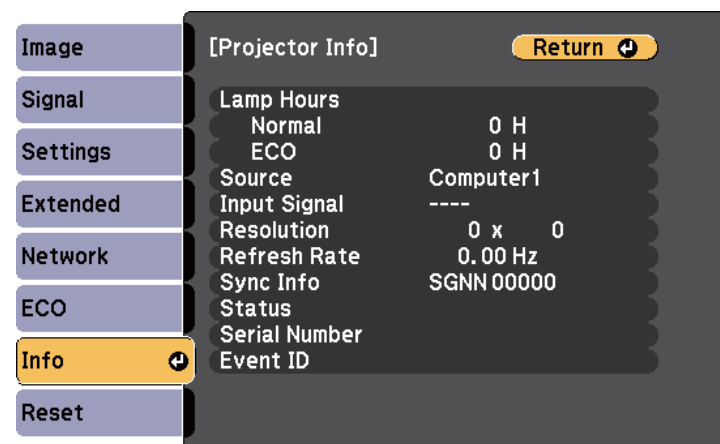 Image
Signal
Settings
Extended
Network
ECO
Info
Reset
[Projector Info]
Return
Lamp Hours
Normal 0 H
ECO 0 H
Source Computer1
Input Signal ----
Resolution 0 x 0
Refresh Rate 0.00 Hz
Sync Info SGNN 00000
Status
Serial Number
Event ID